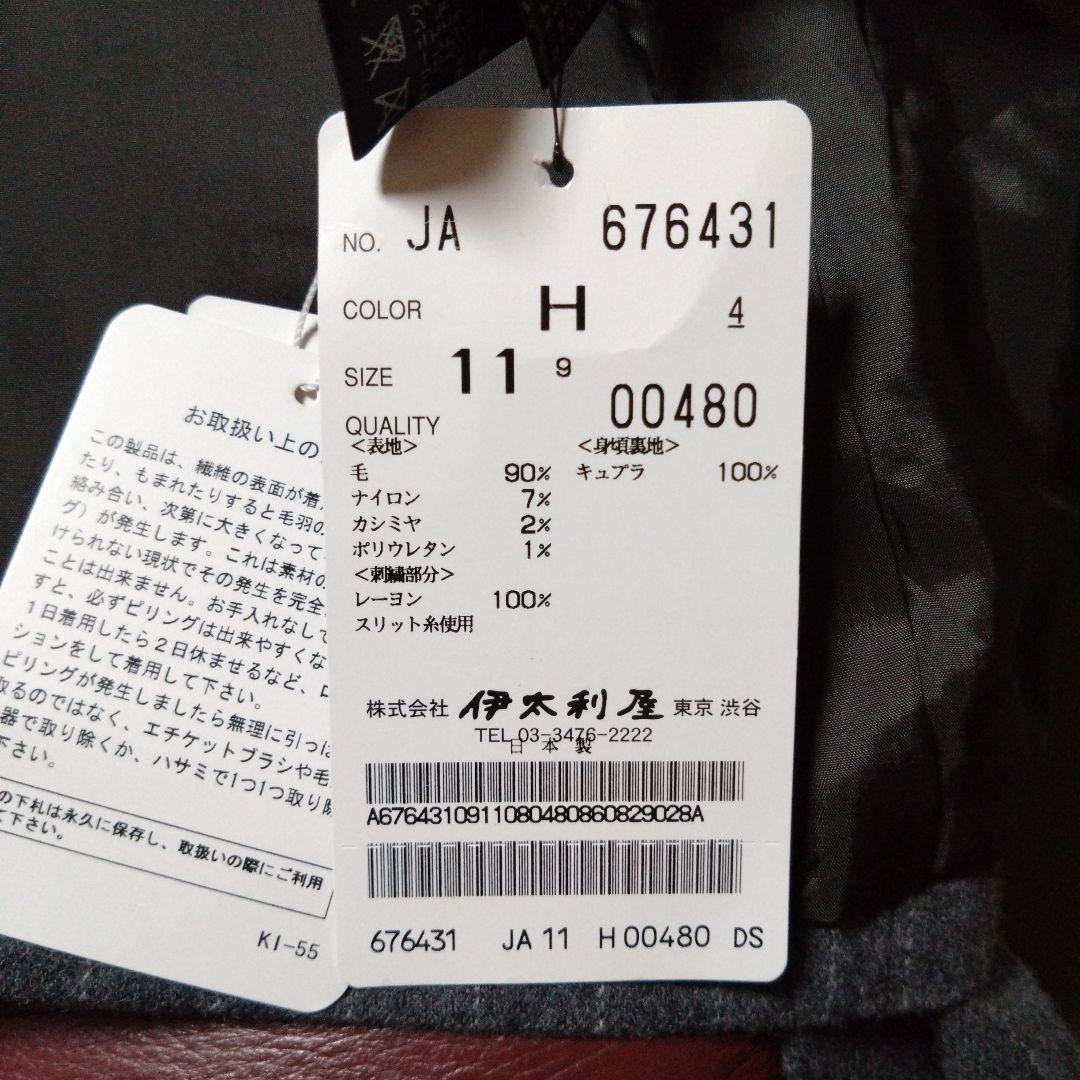 NO. JA 676431
COLOR H 4
SIZE 11 9
00480
QUALITY
<表地> <身頃裏地>
毛 90% キュプラ 100%
ナイロン 7%
カシミヤ 2%
ポリウレタン 1%
<刺繍部分>
レーヨン 100%
スリット糸使用
株式会社 伊太利屋 東京 渋谷
TEL 03-3476-2222
日本製
A6764310911080480860829028A
676431 JA 11 H 00480 DS
お取扱い上の
この製品は、繊維の表面が着
たり、もまれたりすると毛羽の
絡み合い、次第に大きくなって
グ)が発生します。これは素材の
けられない現状でその発生を完全
ことは出来ません。お手入れなして
すと、必ずピリングは出来やすくな
1日着用したら2日休ませるなど、ロ
ションをして着用して下さい。
ピリングが発生しましたら無理に引っぱ
取るのではなく、エチケットブラシや毛
器で取り除くか、ハサミで1つ1つ取り除
下さい。
の下札は永久に保存し、取扱いの際にご利用
て下さい。
KI-55